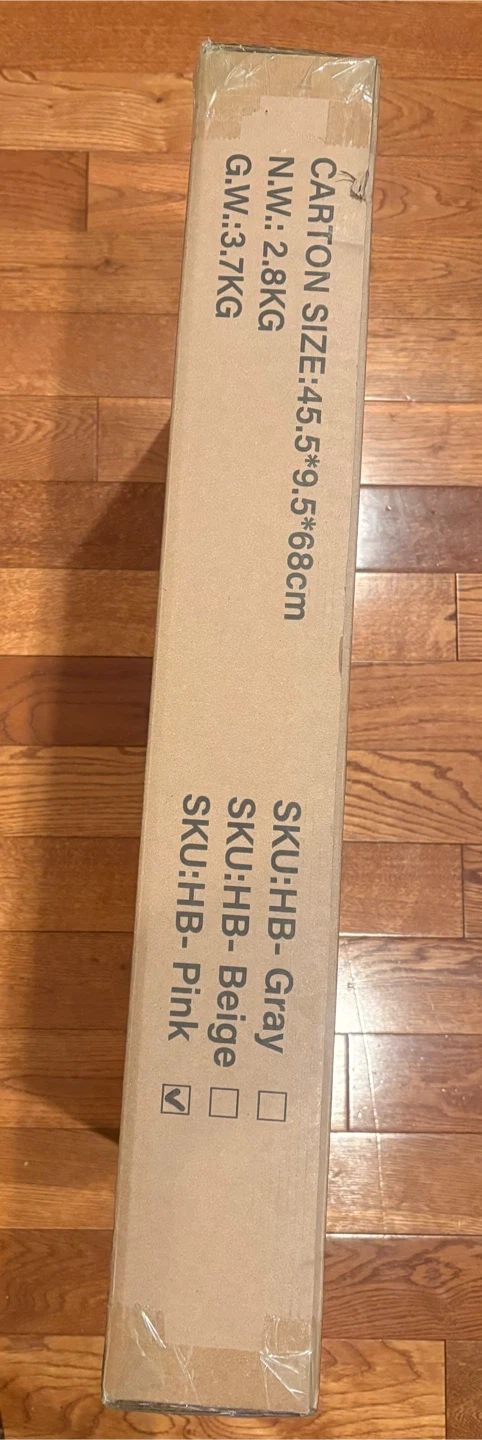 CARTON SIZE:45.5*9.5*68cm
N.W.: 2.8KG
G.W.:3.7KG
SKU:HB- Gray
SKU:HB- Beige
SKU:HB- Pink